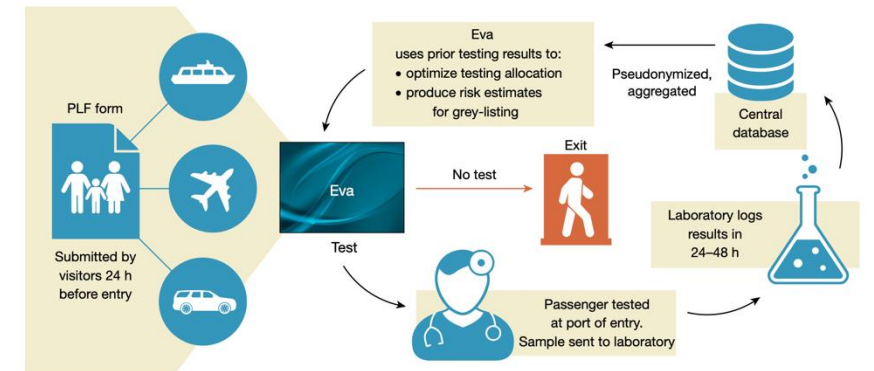 PLF form
Submitted by
visitors 24 h
before entry
Eva
Test
No test
Exit
Eva
uses prior testing results to:
• optimize testing allocation
• produce risk estimates
for grey-listing
Pseudonymized,
aggregated
Central
database
Laboratory logs
results in
24–48 h
Passenger tested
at port of entry.
Sample sent to laboratory